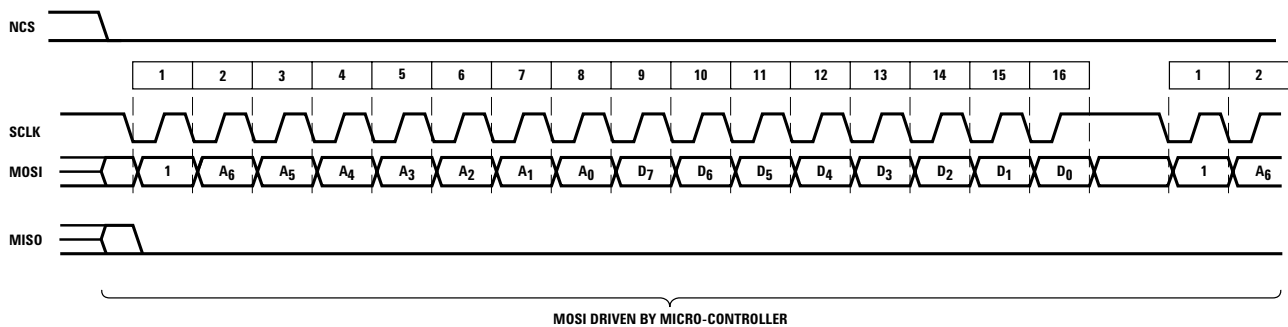 NCS
1 2 3 4 5 6 7 8 9 10 11 12 13 14 15 16 1 2
SCLK
MOSI 1 A6 A5 A4 A3 A2 A1 A0 D7 D6 D5 D4 D3 D2 D1 D0 1 A6
MISO
MOSI DRIVEN BY MICRO-CONTROLLER